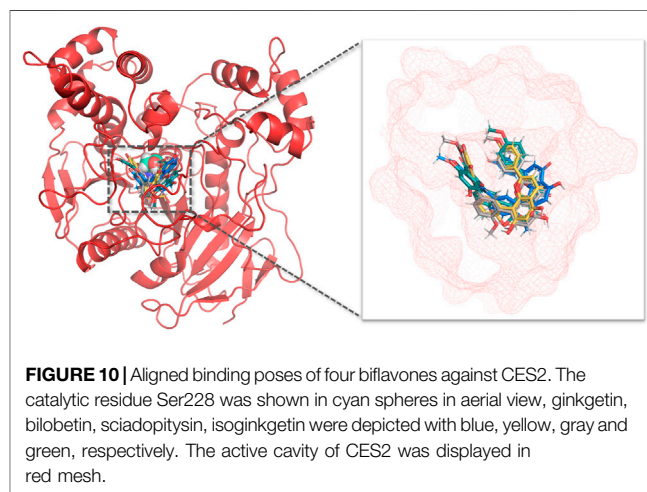 FIGURE 10 | Aligned binding poses of four biflavones against CES2. The
catalytic residue Ser228 was shown in cyan spheres in aerial view, ginkgetin,
bilobetin, sciadopitysin, isoginkgetin were depicted with blue, yellow, gray and
green, respectively. The active cavity of CES2 was displayed in
red mesh.